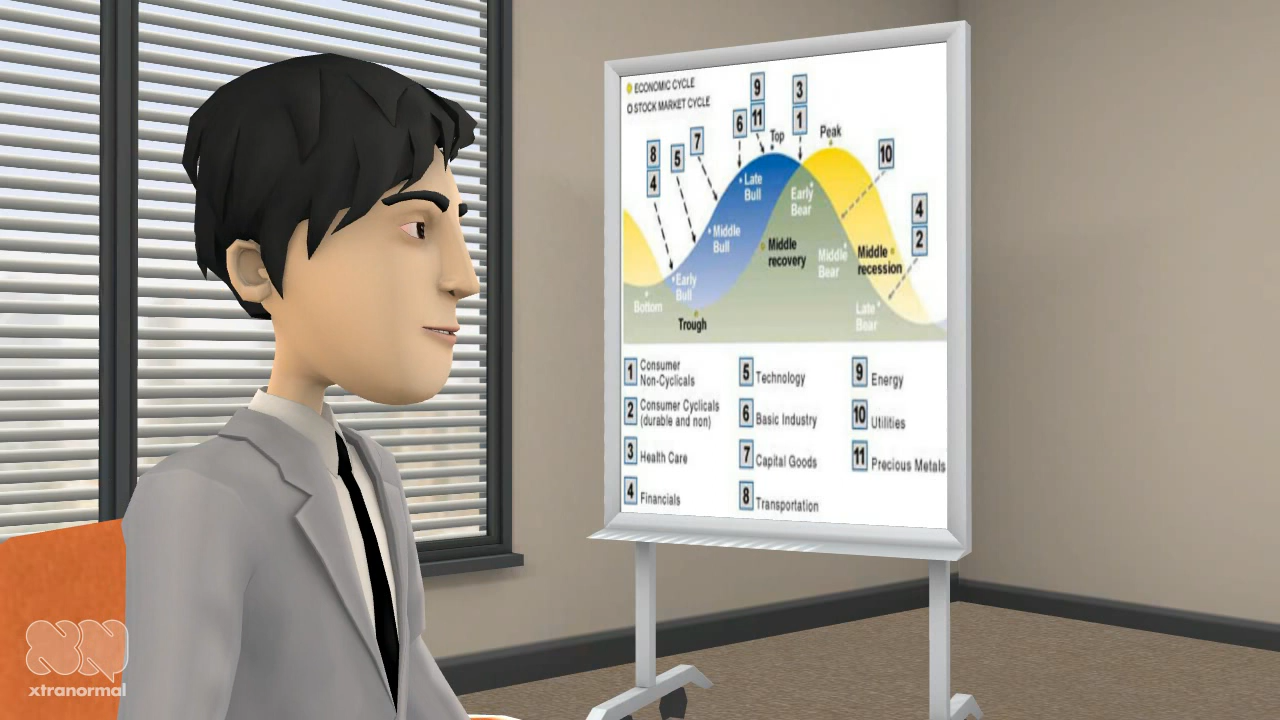 ECONOMIC CYCLE
STOCK MARKET CYCLE
9
3
6
11
1
Top
Peak
7
8
5
4
10
Late
Bull
Early
Bear
4
2
Middle
Bull
Middle
recovery
Middle
Bear
Middle
recession
Early
Bull
Bottom
Trough
Late
Bear
1 Consumer
Non-Cyclicals
5 Technology
9 Energy
2 Consumer Cyclicals
(durable and non)
6 Basic Industry
10 Utilities
3 Health Care
7 Capital Goods
11 Precious Metals
4 Financials
8 Transportation
xtranormal